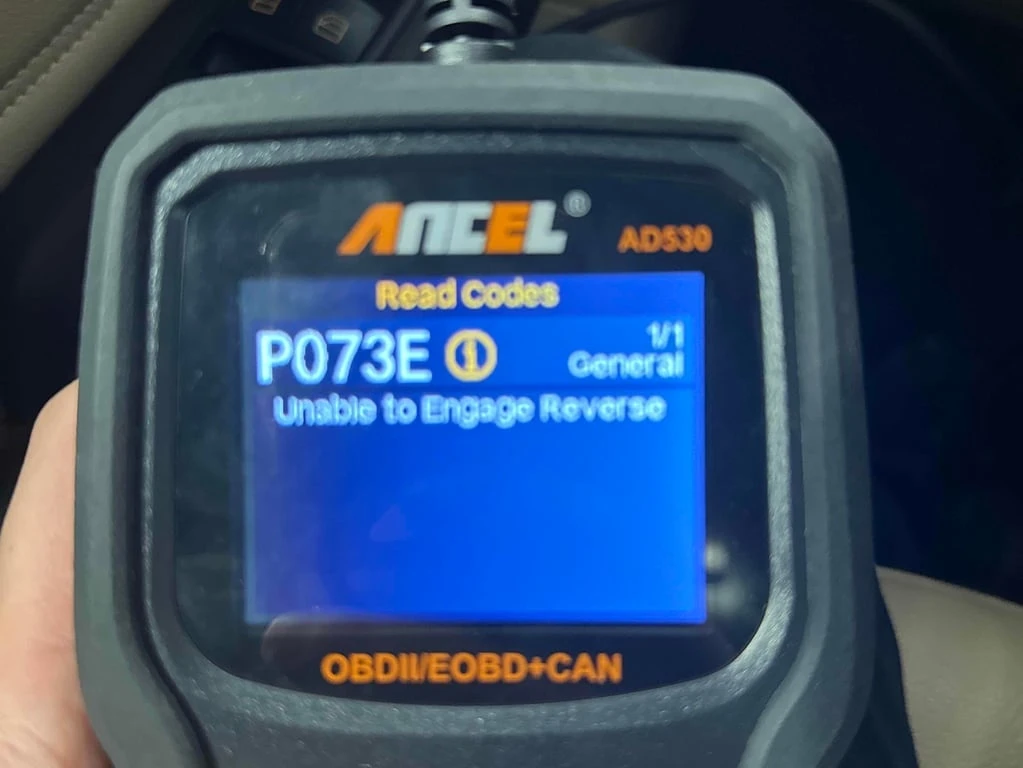 ANCEL®
AD530
Read Codes
P073E
1/1
General
Unable to Engage Reverse
OBDII/EOBD+CAN